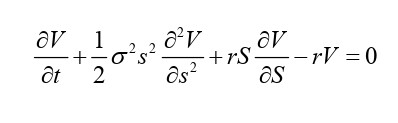 ∂V/∂t + 1/2 σ²s² ∂²V/∂s² + rS ∂V/∂S − rV = 0